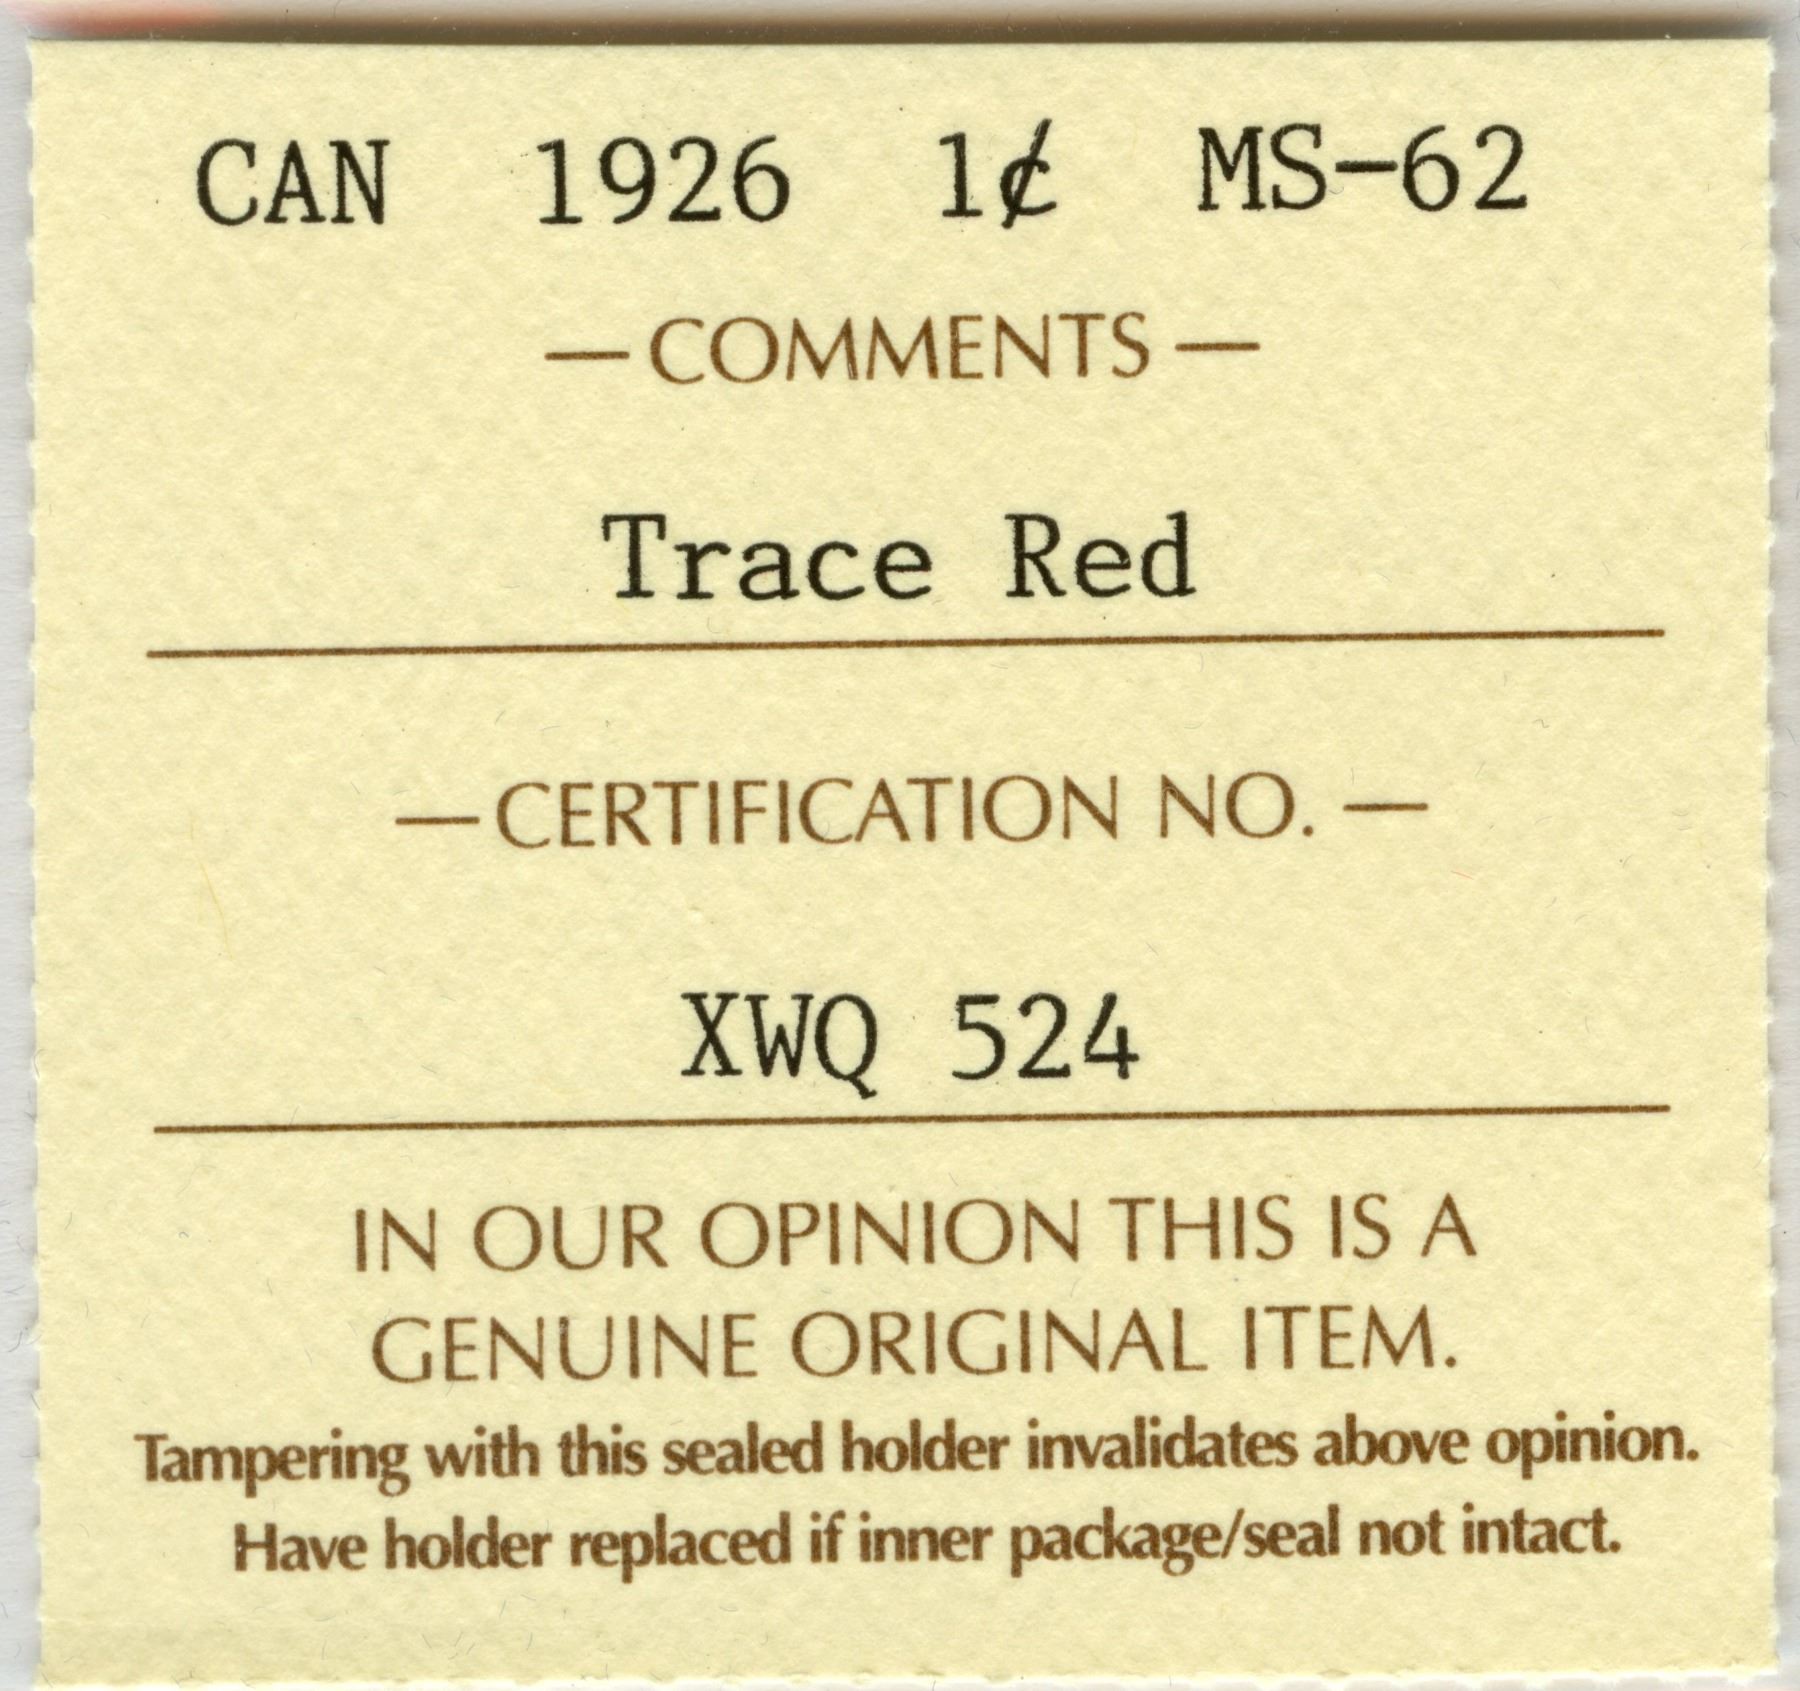 CAN 1926 1¢ MS-62
— COMMENTS —
Trace Red
— CERTIFICATION NO. —
XWQ 524
IN OUR OPINION THIS IS A
GENUINE ORIGINAL ITEM.
Tampering with this sealed holder invalidates above opinion.
Have holder replaced if inner package/seal not intact.